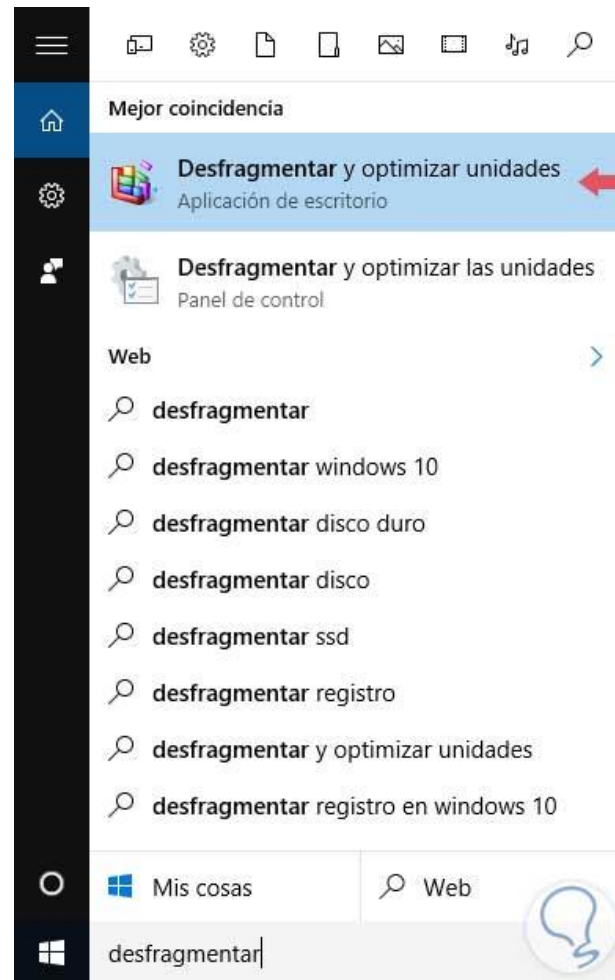 Mejor coincidencia
Desfragmentar y optimizar unidades
Aplicación de escritorio
Desfragmentar y optimizar las unidades
Panel de control
Web
desfragmentar
desfragmentar windows 10
desfragmentar disco duro
desfragmentar disco
desfragmentar ssd
desfragmentar registro
desfragmentar y optimizar unidades
desfragmentar registro en windows 10
Mis cosas
Web
desfragmentar